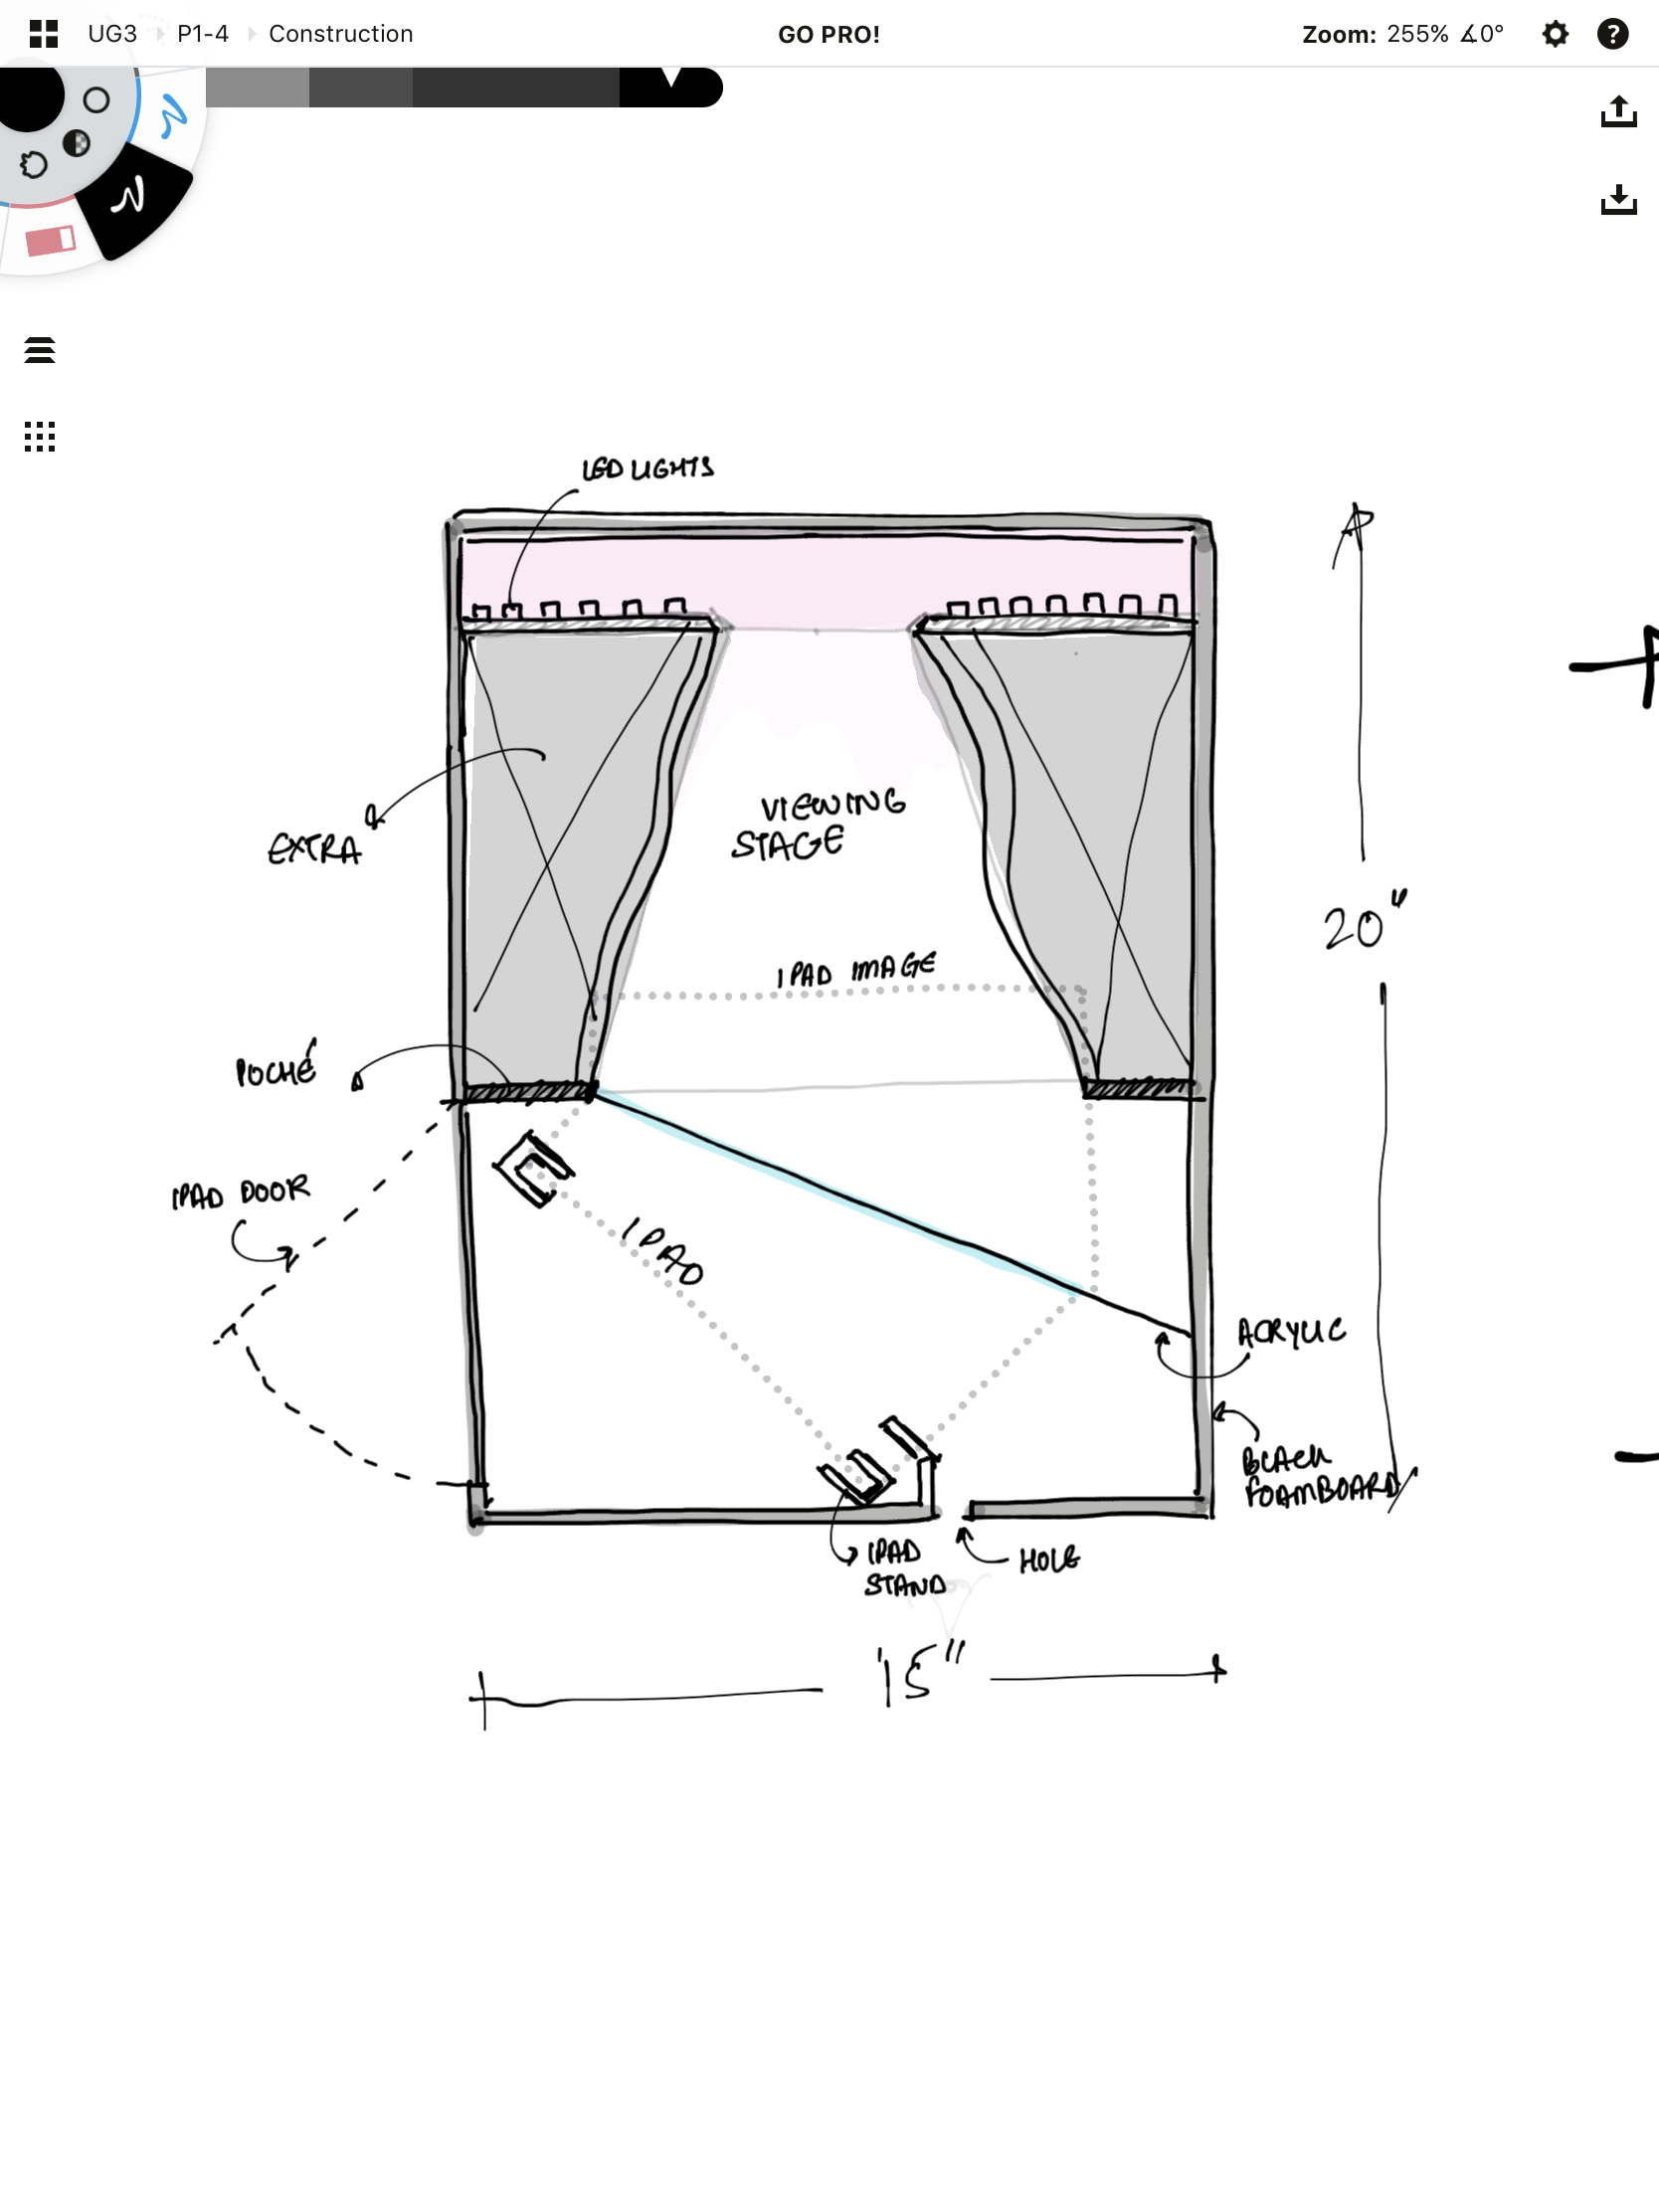 UG3 P1-4 Construction
GO PRO!
Zoom: 255% ∡0°
LED LIGHTS
VIEWING
STAGE
EXTRA
IPAD IMAGE
20"
POCHÉ
IPAD DOOR
IPAD
ACRYLIC
BLACK
FOAMBOARD
IPAD
STAND
HOLE
15"